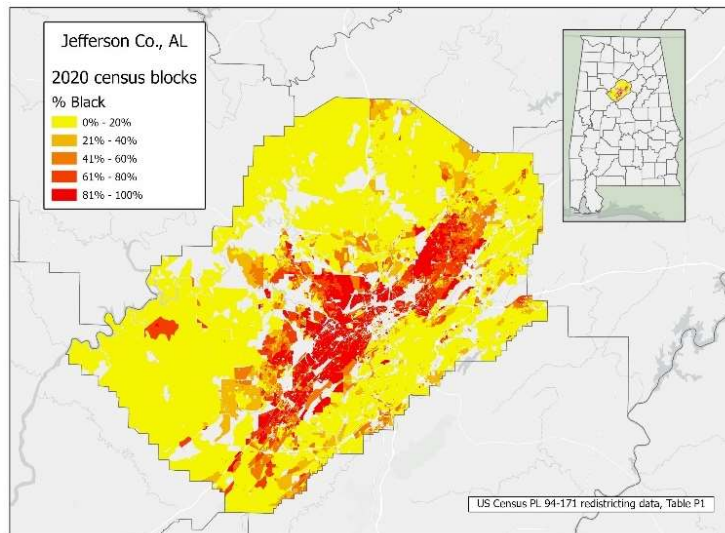 Jefferson Co., AL
2020 census blocks
% Black
0% - 20%
21% - 40%
41% - 60%
61% - 80%
81% - 100%
US Census PL 94-171 redistricting data, Table P1